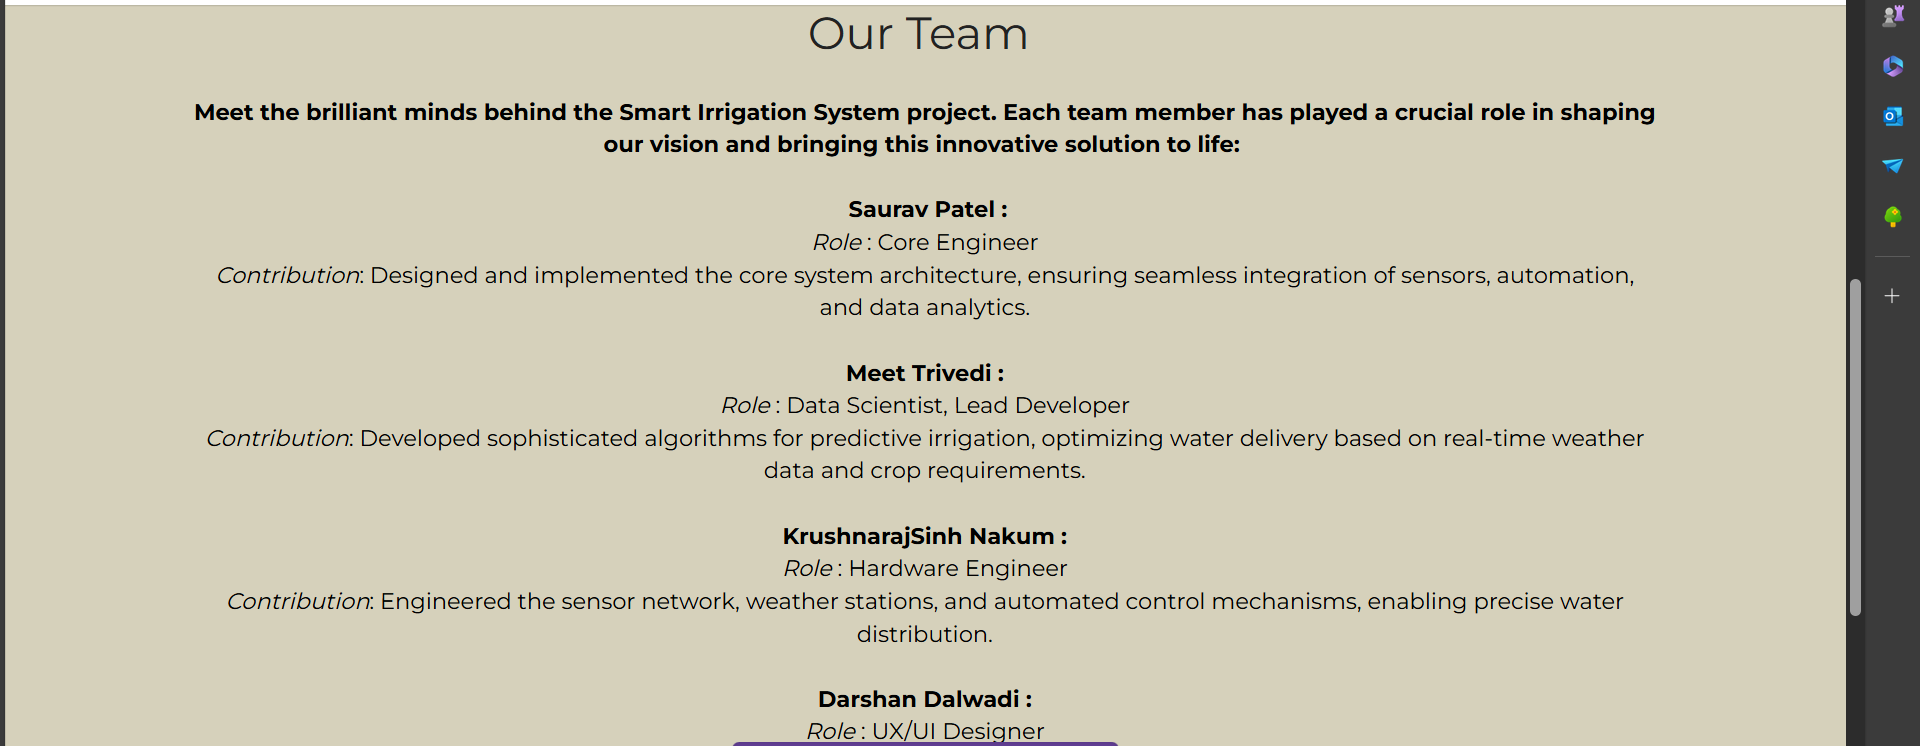 Our Team
Meet the brilliant minds behind the Smart Irrigation System project. Each team member has played a crucial role in shaping
our vision and bringing this innovative solution to life:
Saurav Patel :
Role : Core Engineer
Contribution: Designed and implemented the core system architecture, ensuring seamless integration of sensors, automation,
and data analytics.
Meet Trivedi :
Role : Data Scientist, Lead Developer
Contribution: Developed sophisticated algorithms for predictive irrigation, optimizing water delivery based on real-time weather
data and crop requirements.
KrushnarajSinh Nakum :
Role : Hardware Engineer
Contribution: Engineered the sensor network, weather stations, and automated control mechanisms, enabling precise water
distribution.
Darshan Dalwadi :
Role : UX/UI Designer